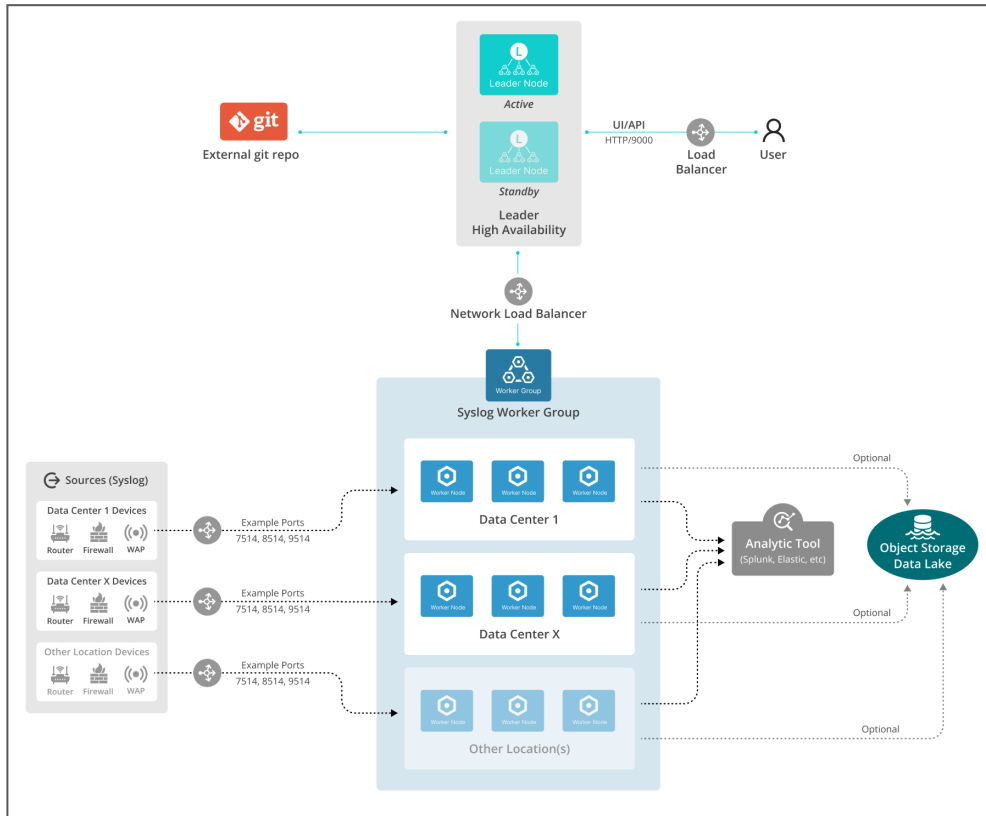 L
Leader Node
Active
git
External git repo
L
Leader Node
Standby
Leader
High Availability
UI/API
HTTP/9000
Load
Balancer
User
Network Load Balancer
Worker Group
Syslog Worker Group
Sources (Syslog)
Data Center 1 Devices
Router
Firewall
WAP
Data Center X Devices
Router
Firewall
WAP
Other Location Devices
Router
Firewall
WAP
Example Ports
7514, 8514, 9514
Example Ports
7514, 8514, 9514
Example Ports
7514, 8514, 9514
Worker Node
Worker Node
Worker Node
Data Center 1
Worker Node
Worker Node
Worker Node
Data Center X
Worker Node
Worker Node
Worker Node
Other Location(s)
Optional
Analytic Tool
(Splunk, Elastic, etc)
Object Storage
Data Lake
Optional
Optional